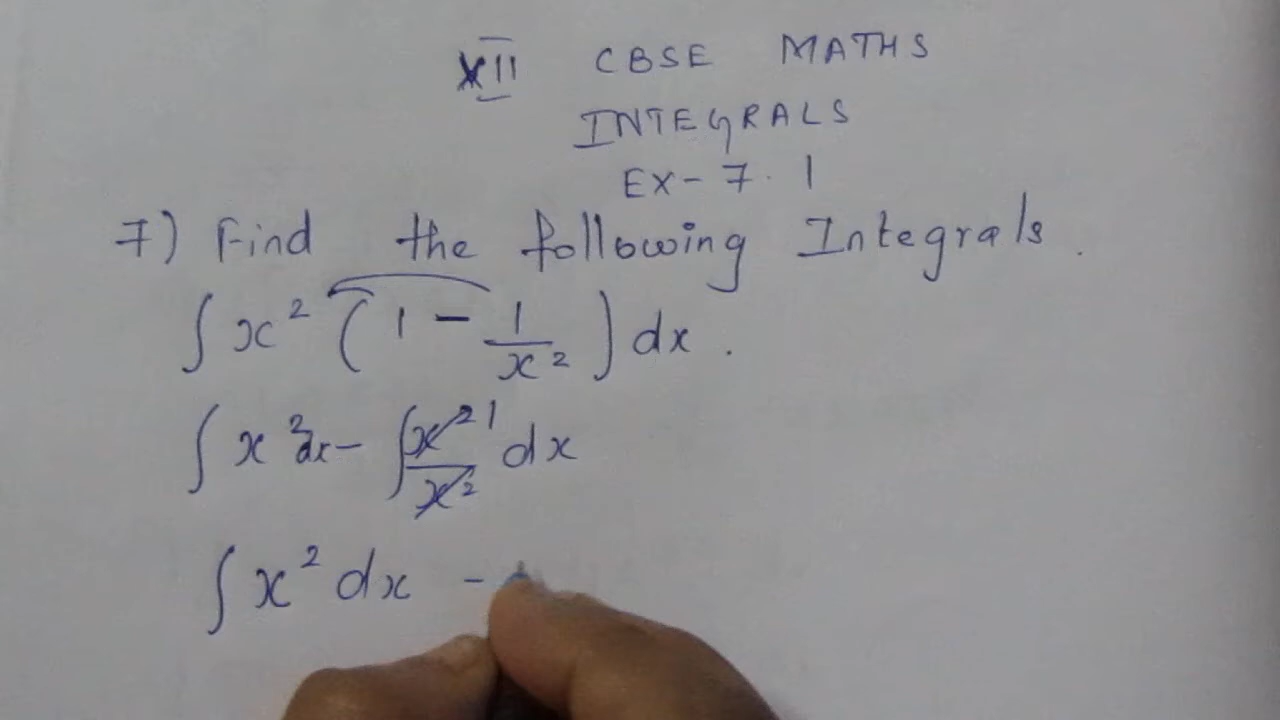 XII CBSE MATHS
INTEGRALS
EX- 7.1
7) Find the following Integrals.
∫ x² (1 - 1/x²) dx.
∫ x² dx - ∫ x²/x² 1 dx
∫ x² dx -